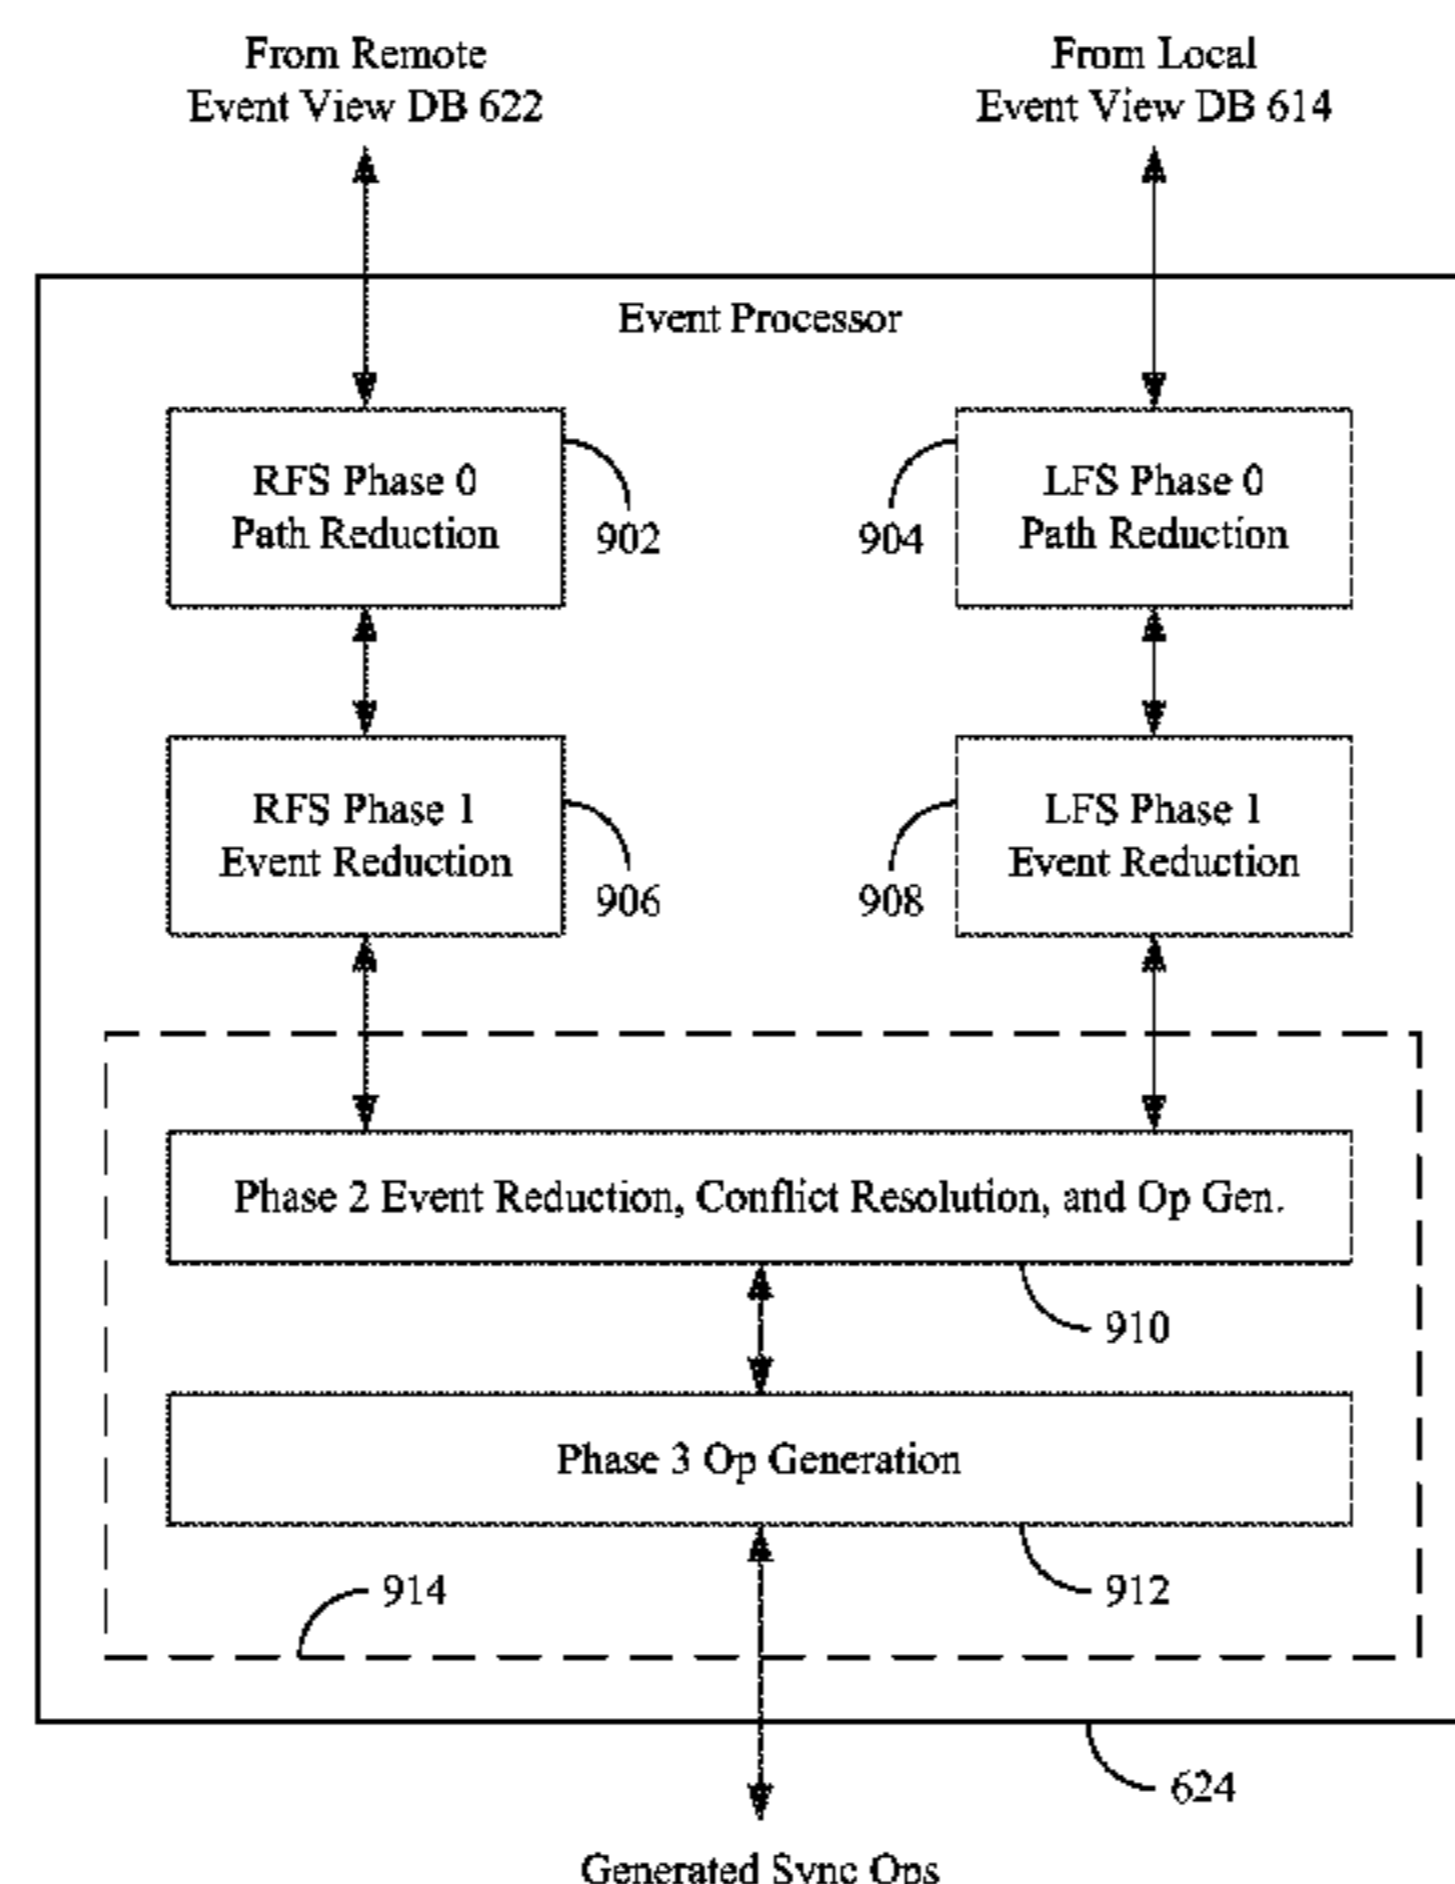 From Remote
Event View DB 622
From Local
Event View DB 614
Event Processor
RFS Phase 0
Path Reduction
902
904
LFS Phase 0
Path Reduction
RFS Phase 1
Event Reduction
906
908
LFS Phase 1
Event Reduction
Phase 2 Event Reduction, Conflict Resolution, and Op Gen.
910
Phase 3 Op Generation
914
912
624
Generated Sync Ops